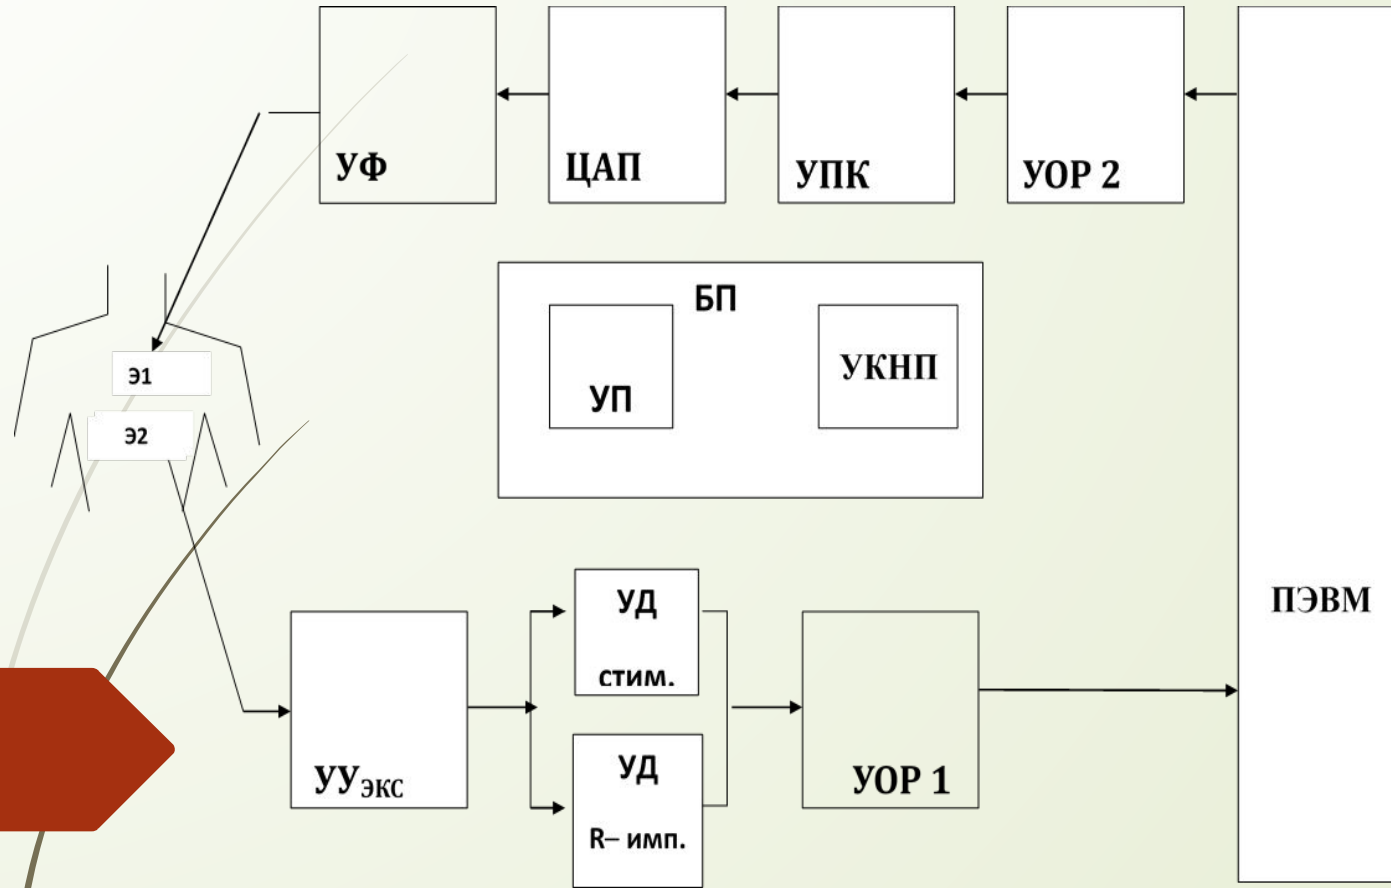 УФ
ЦАП
УПК
УОР 2
БП
УП
УКНП
Э1
Э2
ПЭВМ
УД
стим.
УУЭКС
УОР 1
УД
R– имп.